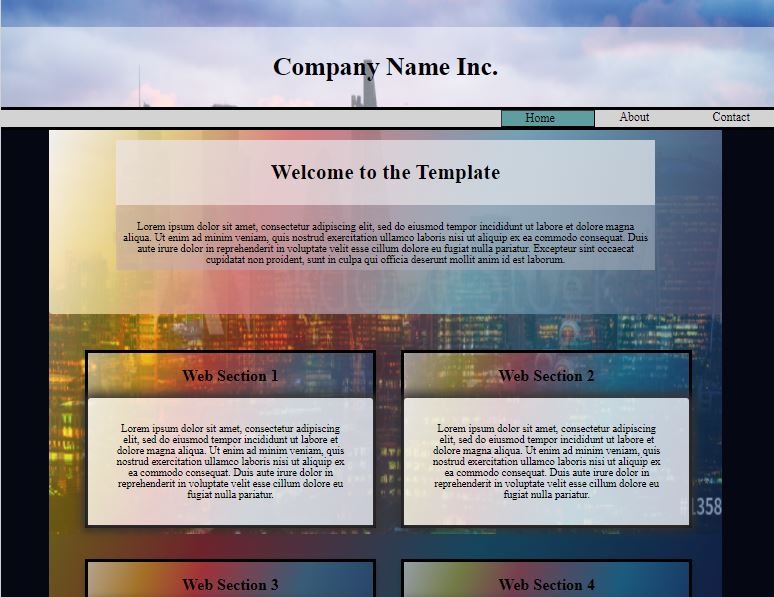 Company Name Inc.
Home About Contact
Welcome to the Template
Lorem ipsum dolor sit amet, consectetur adipiscing elit, sed do eiusmod tempor incididunt ut labore et dolore magna
aliqua. Ut enim ad minim veniam, quis nostrud exercitation ullamco laboris nisi ut aliquip ex ea commodo consequat. Duis
aute irure dolor in reprehenderit in voluptate velit esse cillum dolore eu fugiat nulla pariatur. Excepteur sint occaecat
cupidatat non proident, sunt in culpa qui officia deserunt mollit anim id est laborum.
Web Section 1
Lorem ipsum dolor sit amet, consectetur adipiscing
elit, sed do eiusmod tempor incididunt ut labore et
dolore magna aliqua. Ut enim ad minim veniam, quis
nostrud exercitation ullamco laboris nisi ut aliquip ex
ea commodo consequat. Duis aute irure dolor in
reprehenderit in voluptate velit esse cillum dolore eu
fugiat nulla pariatur.
Web Section 2
Lorem ipsum dolor sit amet, consectetur adipiscing
elit, sed do eiusmod tempor incididunt ut labore et
dolore magna aliqua. Ut enim ad minim veniam, quis
nostrud exercitation ullamco laboris nisi ut aliquip ex
ea commodo consequat. Duis aute irure dolor in
reprehenderit in voluptate velit esse cillum dolore eu
fugiat nulla pariatur.
#1358
Web Section 3
Web Section 4